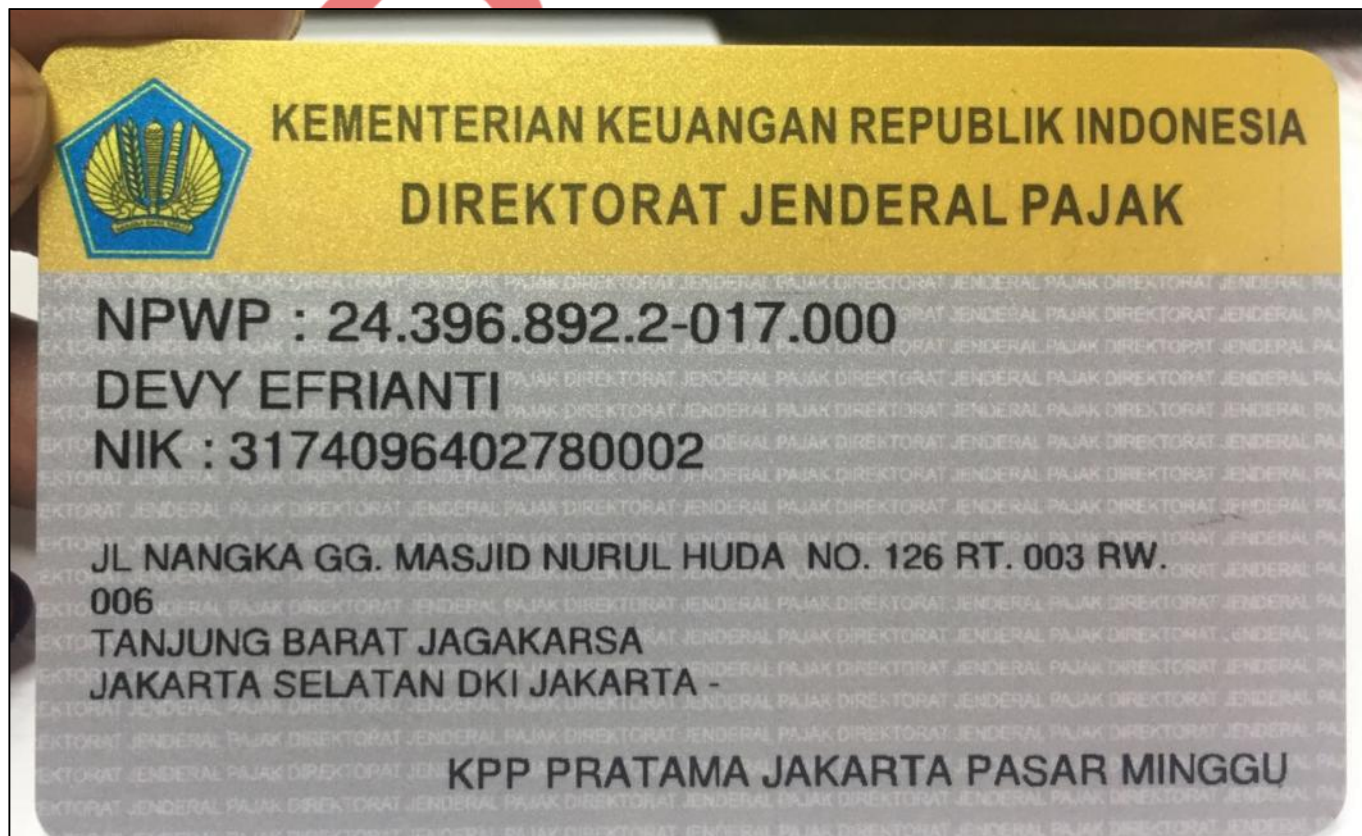 KEMENTERIAN KEUANGAN REPUBLIK INDONESIA
DIREKTORAT JENDERAL PAJAK
NPWP : 24.396.892.2-017.000
DEVY EFRIANTI
NIK : 3174096402780002
JL NANGKA GG. MASJID NURUL HUDA NO. 126 RT. 003 RW.
006
TANJUNG BARAT JAGAKARSA
JAKARTA SELATAN DKI JAKARTA -
KPP PRATAMA JAKARTA PASAR MINGGU